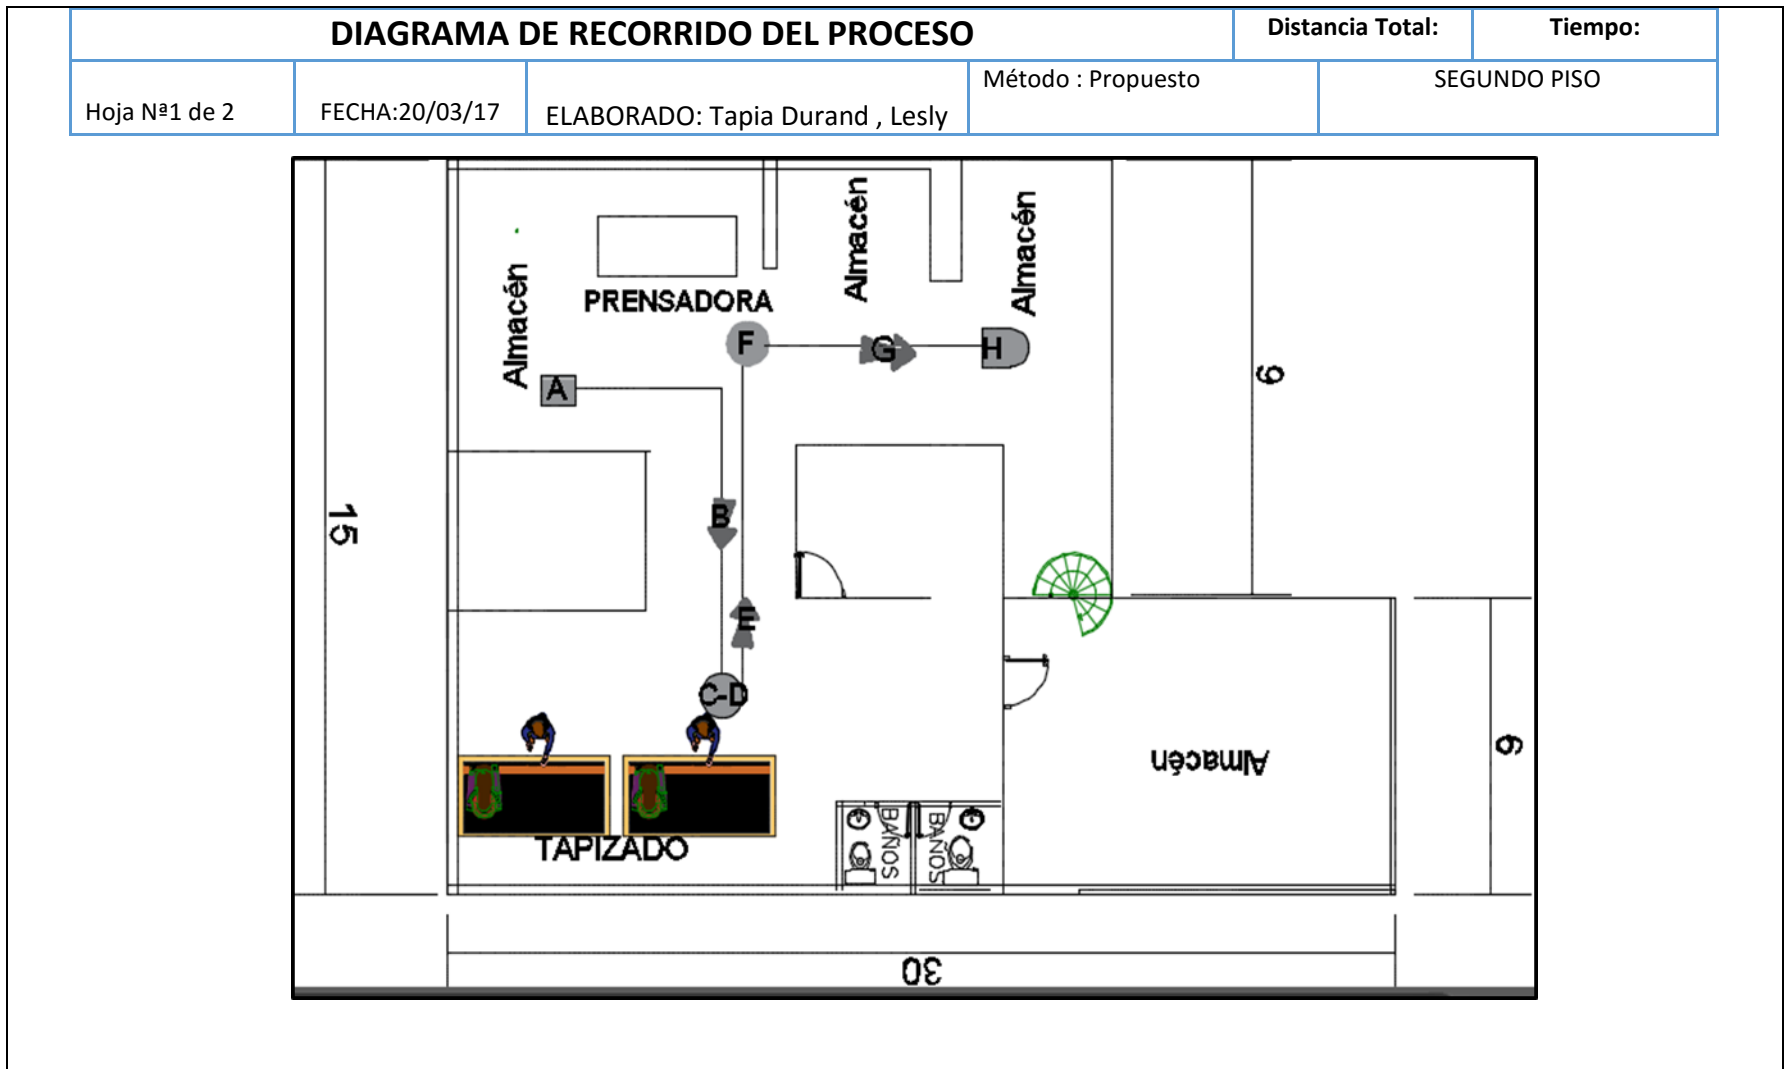 DIAGRAMA DE RECORRIDO DEL PROCESO
Distancia Total:
Tiempo:
Hoja Nª1 de 2
FECHA:20/03/17
ELABORADO: Tapia Durand , Lesly
Método : Propuesto
SEGUNDO PISO
Almacén
Almacén
Almacén
PRENSADORA
F
G
H
A
9
15
B
E
C-D
6
Almacén
TAPIZADO
BAÑOS
BAÑOS
30